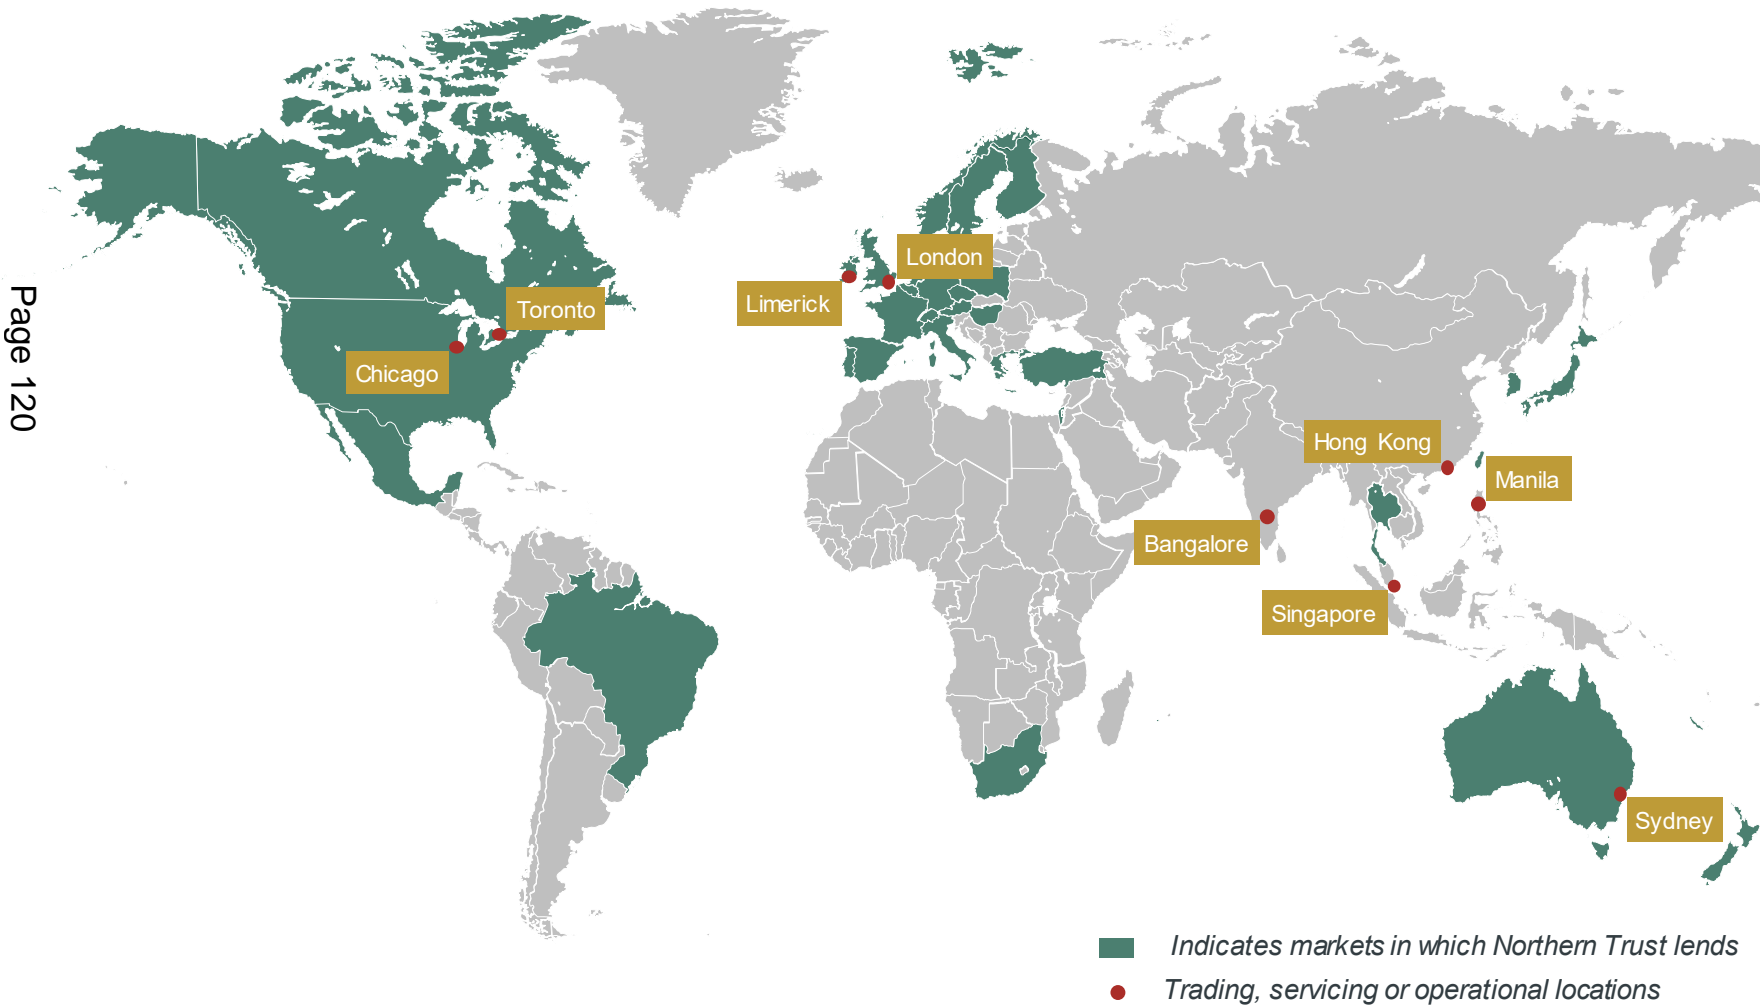 Page 120
London
Limerick
Toronto
Chicago
Hong Kong
Manila
Bangalore
Singapore
Sydney
Indicates markets in which Northern Trust lends
Trading, servicing or operational locations